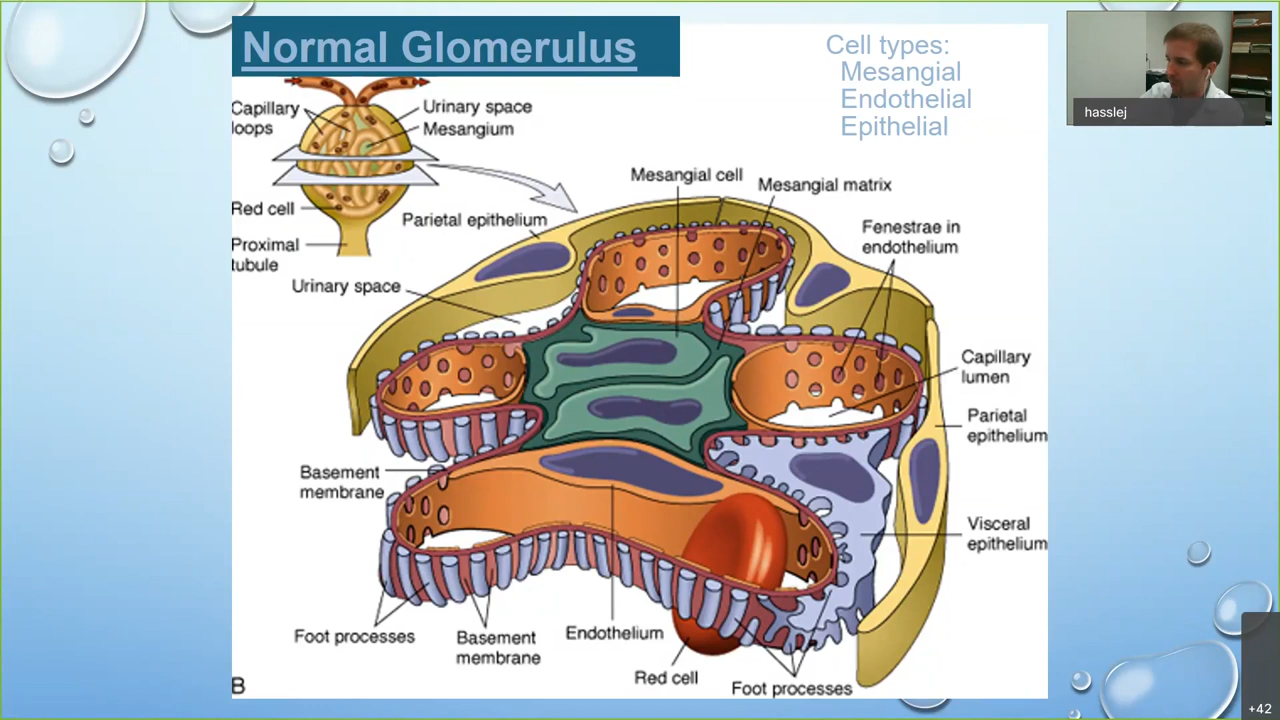 Normal Glomerulus
Cell types:
Mesangial
Endothelial
Epithelial
hasslej
Capillary
loops
Urinary space
Mesangium
Red cell
Proximal
tubule
Parietal epithelium
Urinary space
Mesangial cell
Mesangial matrix
Fenestrae in
endothelium
Capillary
lumen
Parietal
epithelium
Basement
membrane
Visceral
epithelium
Foot processes
Basement
membrane
Endothelium
Red cell
Foot processes
B
+42